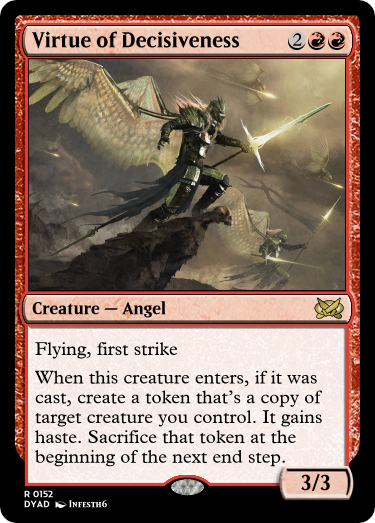 Virtue of Decisiveness 2
Creature — Angel
Flying, first strike
When this creature enters, if it was
cast, create a token that's a copy of
target creature you control. It gains
haste. Sacrifice that token at the
beginning of the next end step.
3/3
R 0152
DYAD Infesth6